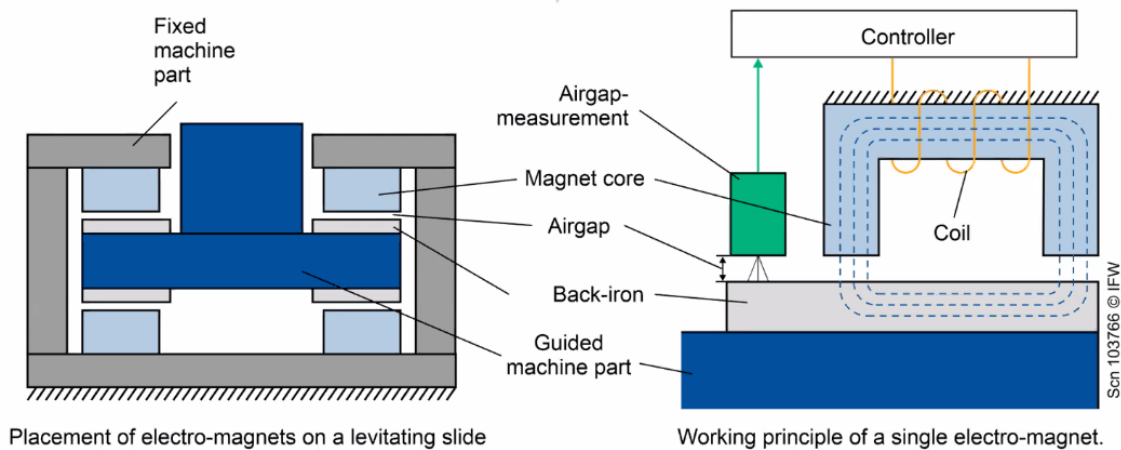 Fixed
machine
part
Controller
Airgap-
measurement
Magnet core
Airgap
Coil
Back-iron
Guided
machine part
Scn 103766 © IFW
Placement of electro-magnets on a levitating slide
Working principle of a single electro-magnet.